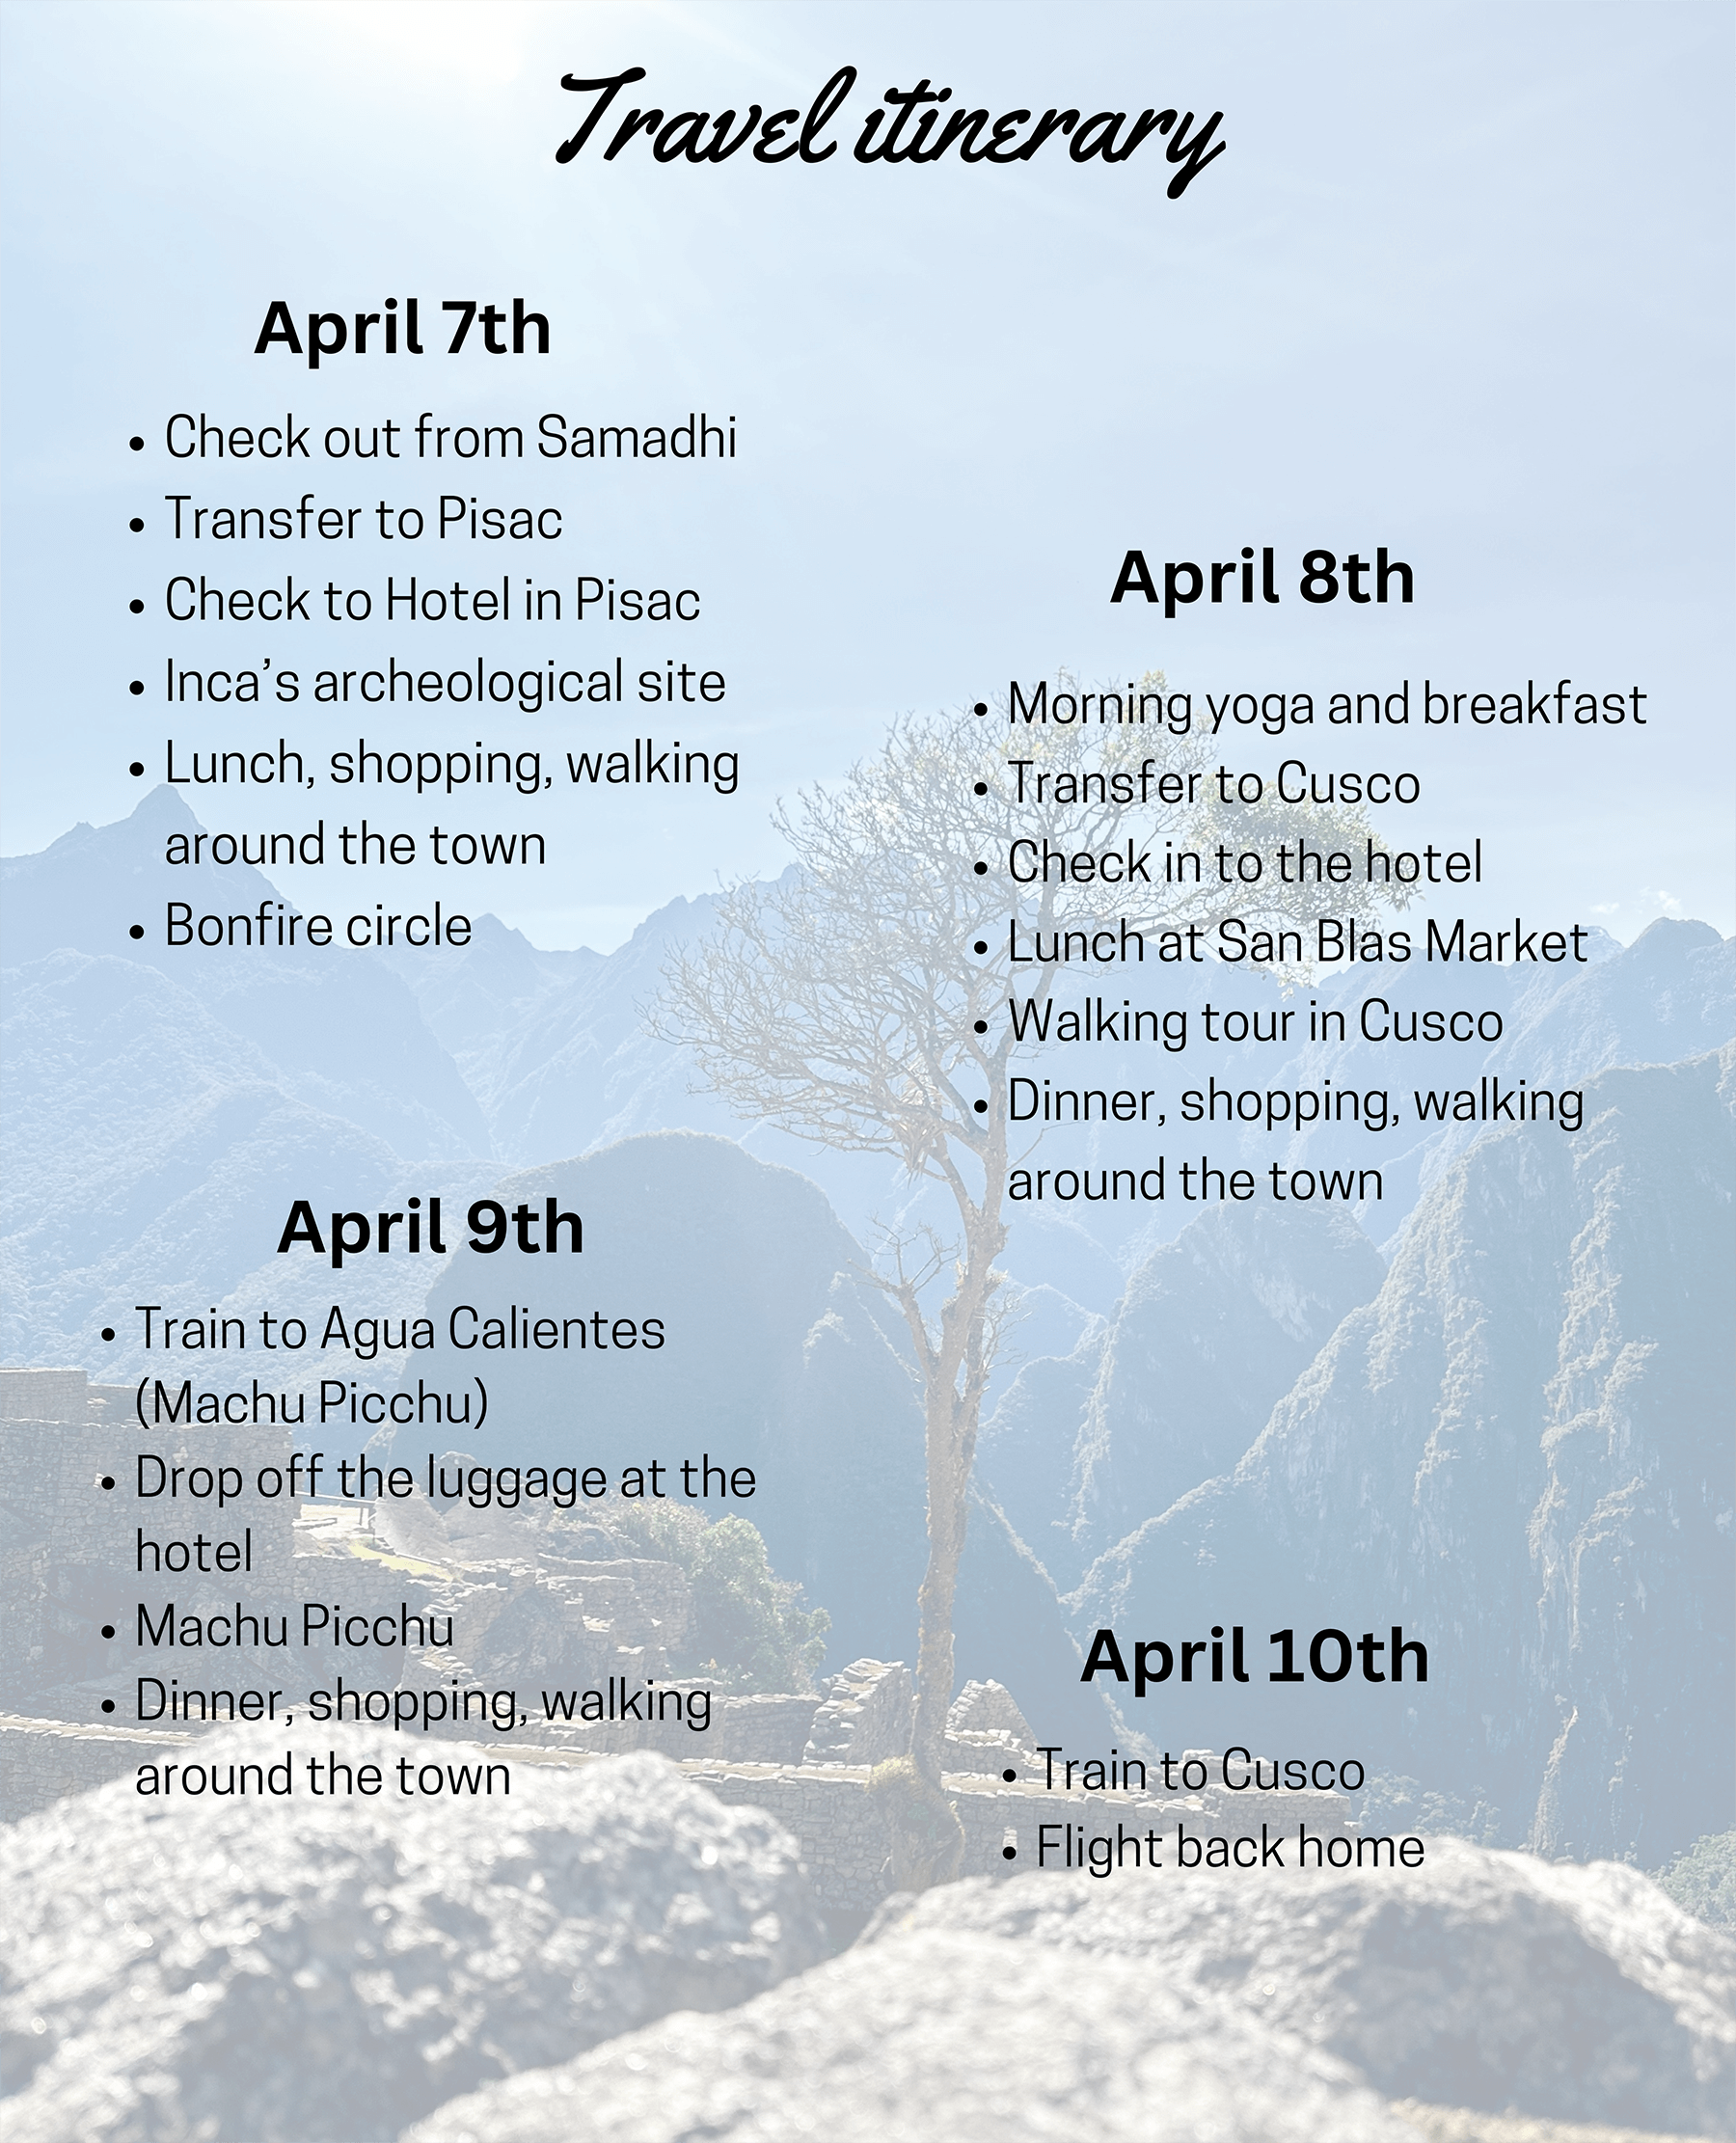 Travel itinerary
April 7th
• Check out from Samadhi
• Transfer to Pisac
• Check to Hotel in Pisac
• Inca’s archeological site
• Lunch, shopping, walking
around the town
• Bonfire circle
April 8th
• Morning yoga and breakfast
• Transfer to Cusco
• Check in to the hotel
• Lunch at San Blas Market
• Walking tour in Cusco
• Dinner, shopping, walking
around the town
April 9th
• Train to Agua Calientes
(Machu Picchu)
• Drop off the luggage at the
hotel
• Machu Picchu
• Dinner, shopping, walking
around the town
April 10th
• Train to Cusco
• Flight back home